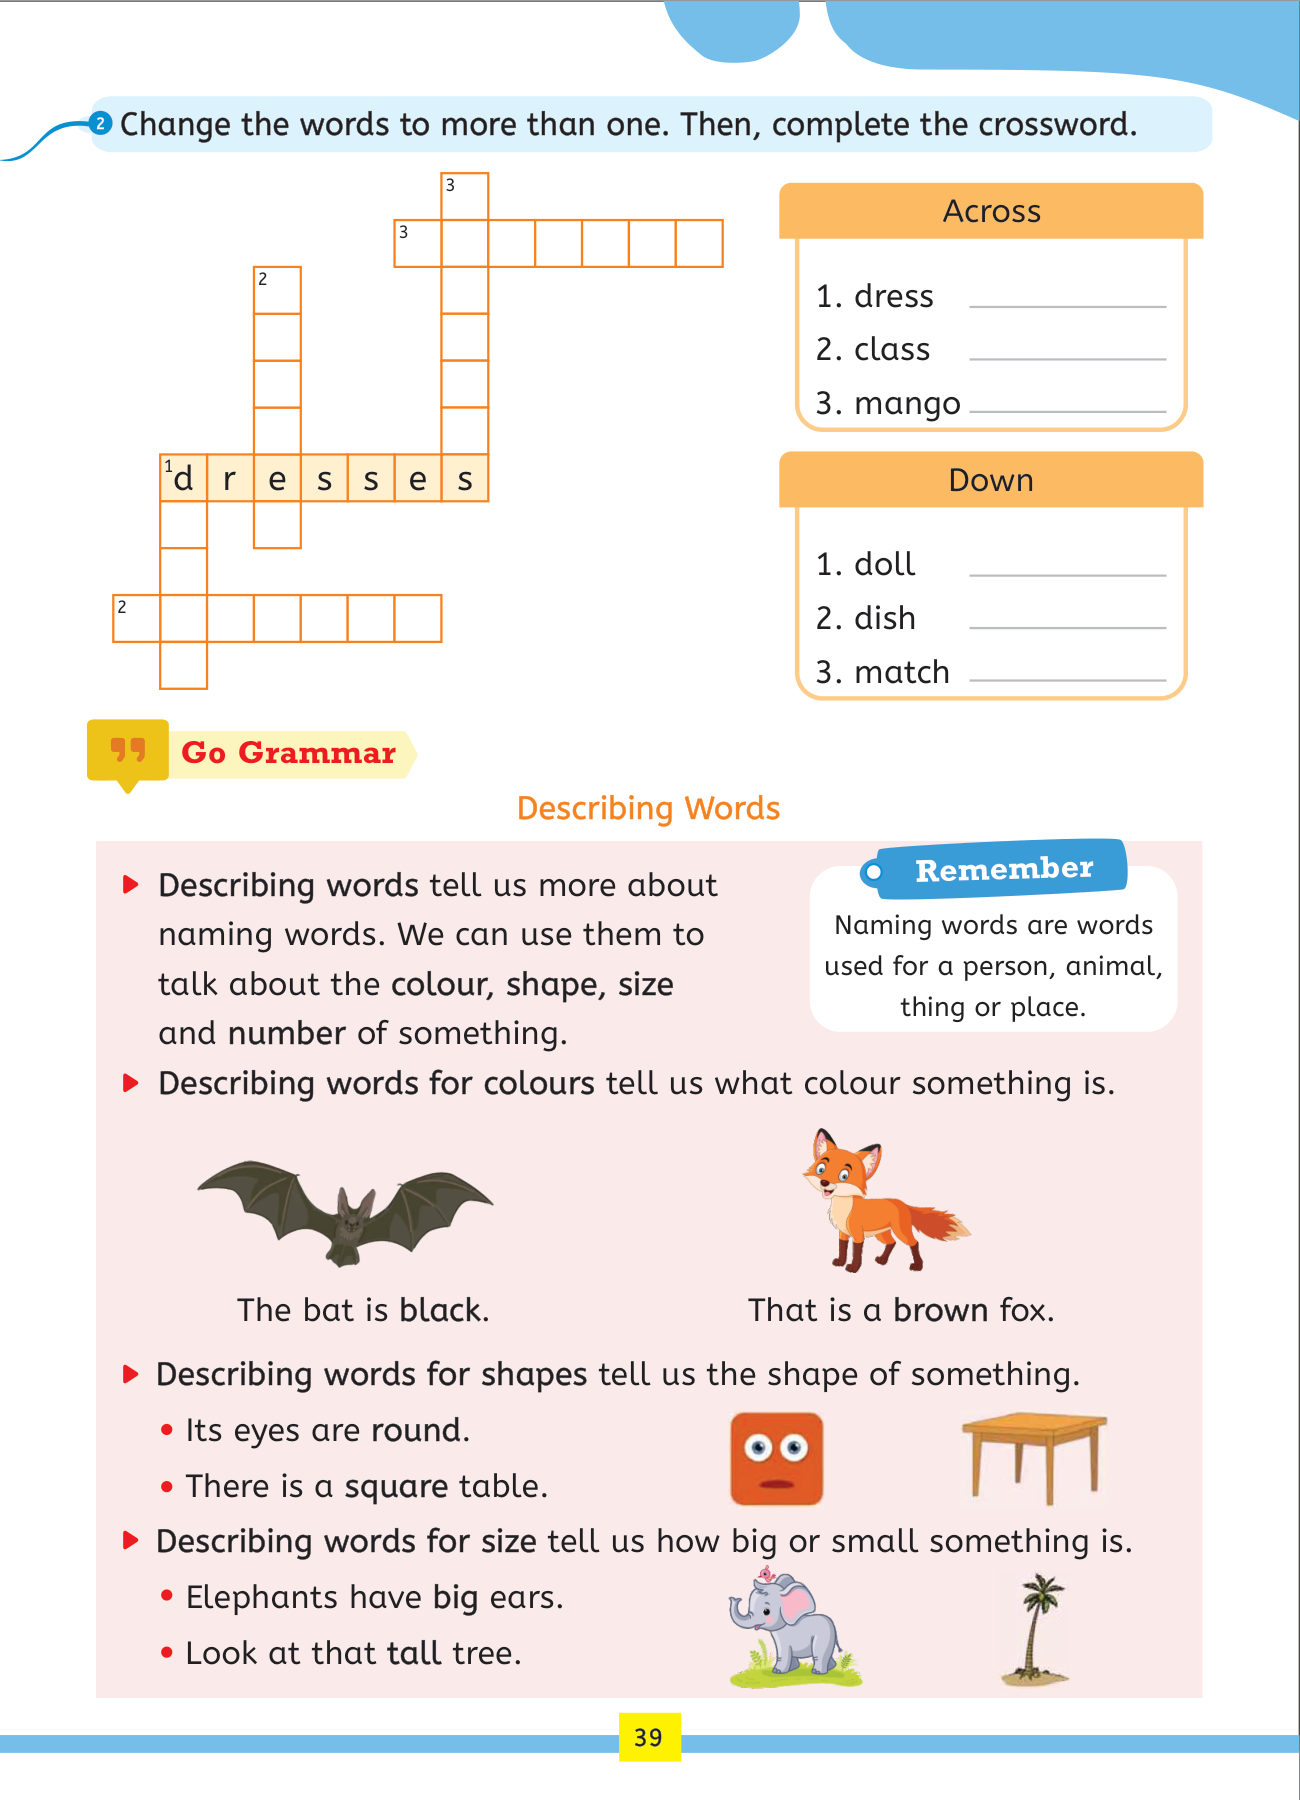 2 Change the words to more than one. Then, complete the crossword.
3
3
2
1 d r e s s e s
2
Across
1. dress
2. class
3. mango
Down
1. doll
2. dish
3. match
Go Grammar
Describing Words
Describing words tell us more about
naming words. We can use them to
talk about the colour, shape, size
and number of something.
Remember
Naming words are words
used for a person, animal,
thing or place.
Describing words for colours tell us what colour something is.
The bat is black.
That is a brown fox.
Describing words for shapes tell us the shape of something.
• Its eyes are round.
• There is a square table.
Describing words for size tell us how big or small something is.
• Elephants have big ears.
• Look at that tall tree.
39